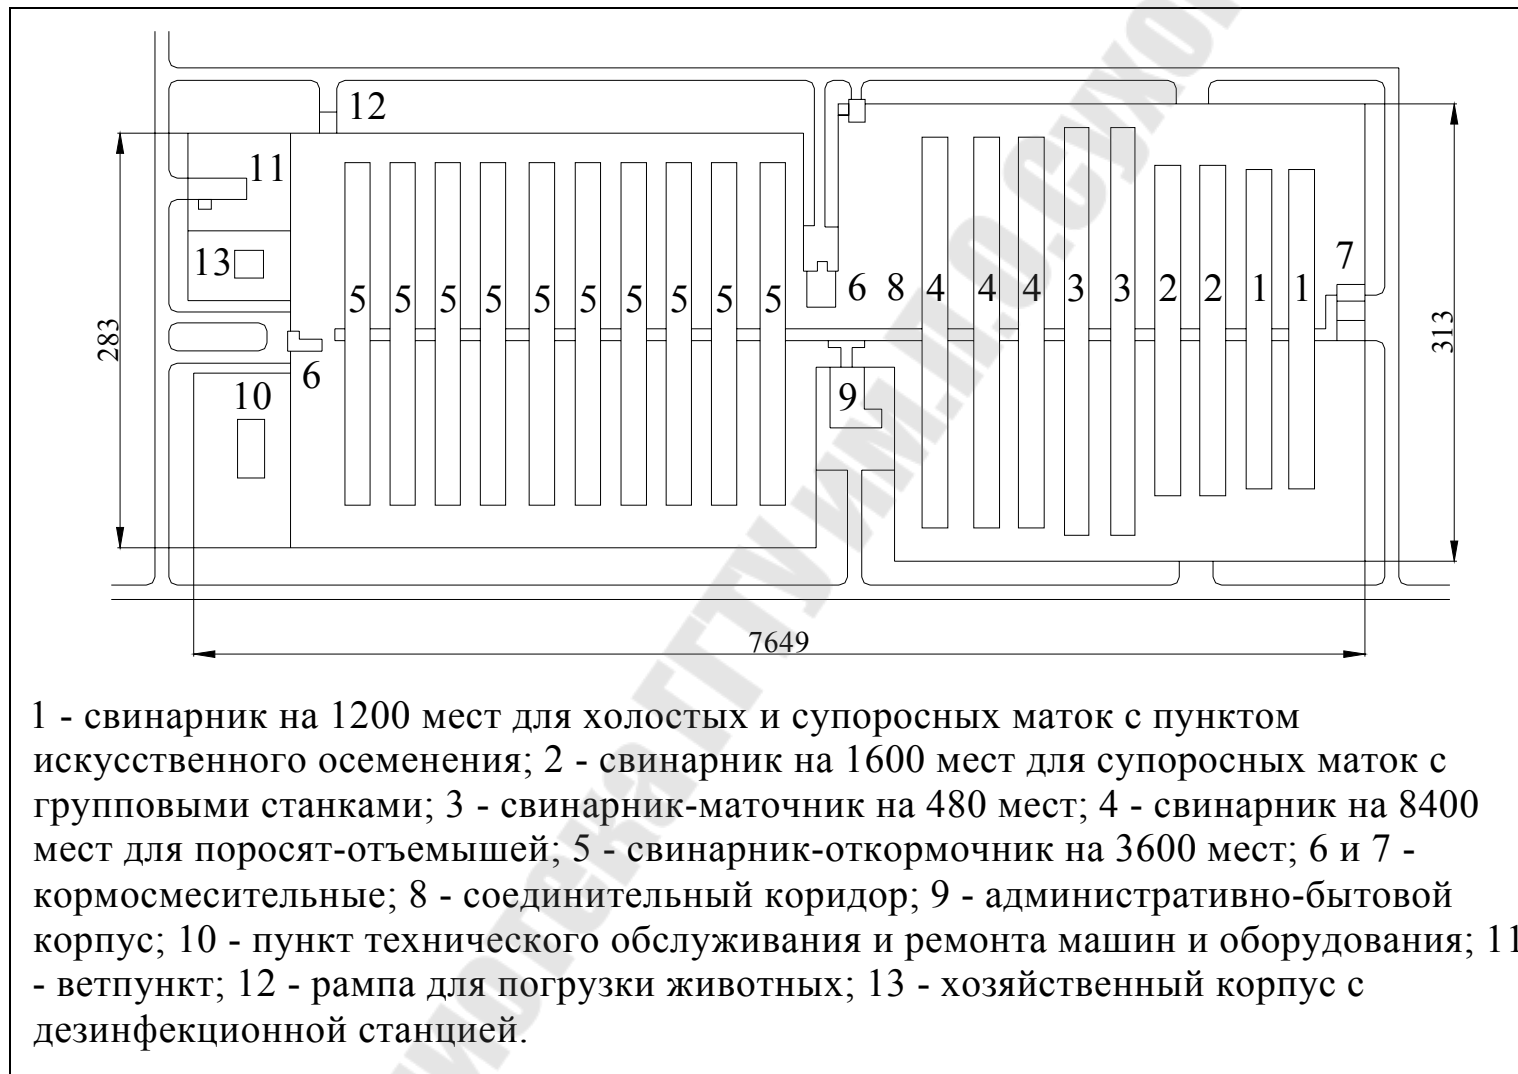 12
11
13
5 5 5 5 5 5 5 5 5 5
6 8 4 4 4 3 3 2 2 1 1 7
283
313
6
10
9
7649
1 - свинарник на 1200 мест для холостых и супоросных маток с пунктом
искусственного осеменения; 2 - свинарник на 1600 мест для супоросных маток с
групповыми станками; 3 - свинарник-маточник на 480 мест; 4 - свинарник на 8400
мест для поросят-отъемышей; 5 - свинарник-откормочник на 3600 мест; 6 и 7 -
кормосмесительные; 8 - соединительный коридор; 9 - административно-бытовой
корпус; 10 - пункт технического обслуживания и ремонта машин и оборудования; 11
- ветпункт; 12 - рампа для погрузки животных; 13 - хозяйственный корпус с
дезинфекционной станцией.